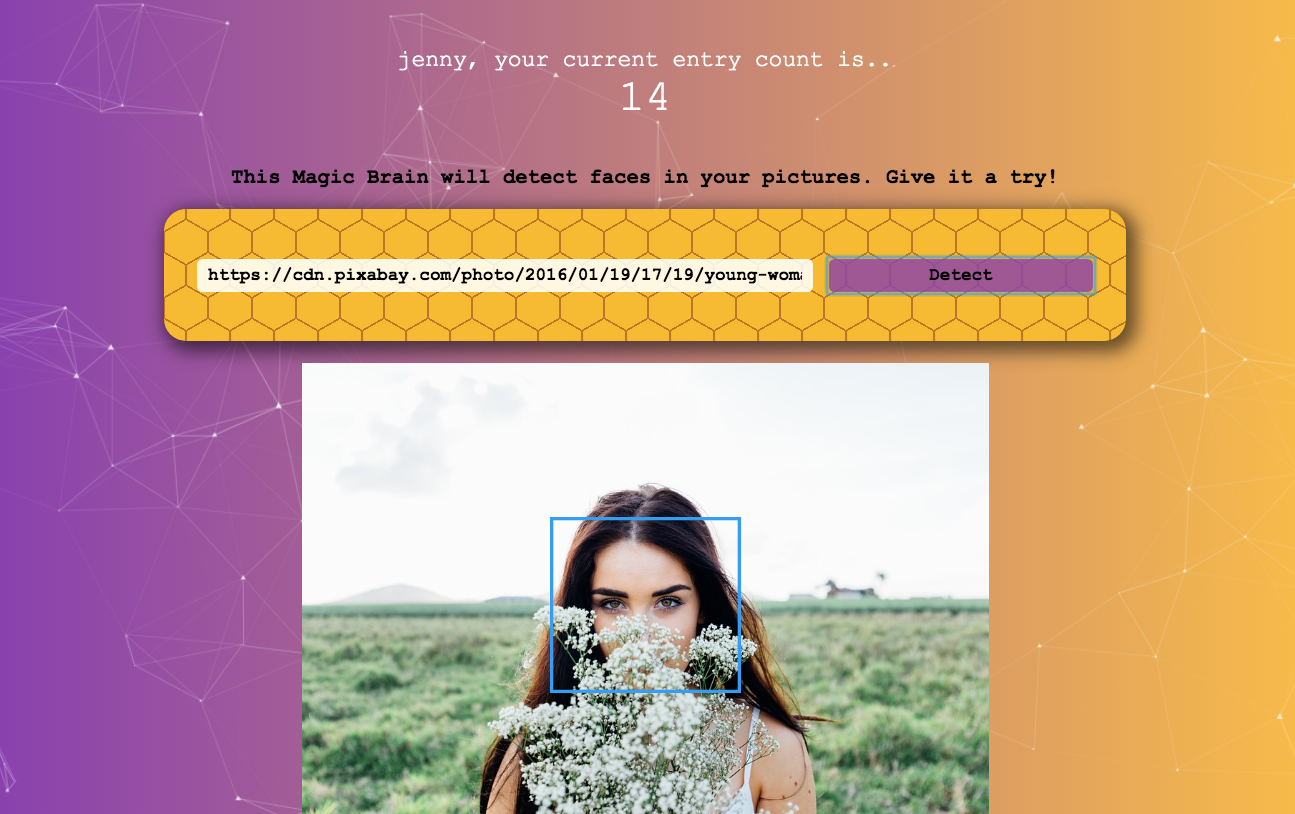 jenny, your current entry count is...
14
This Magic Brain will detect faces in your pictures. Give it a try!
https://cdn.pixabay.com/photo/2016/01/19/17/19/young-woma
Detect